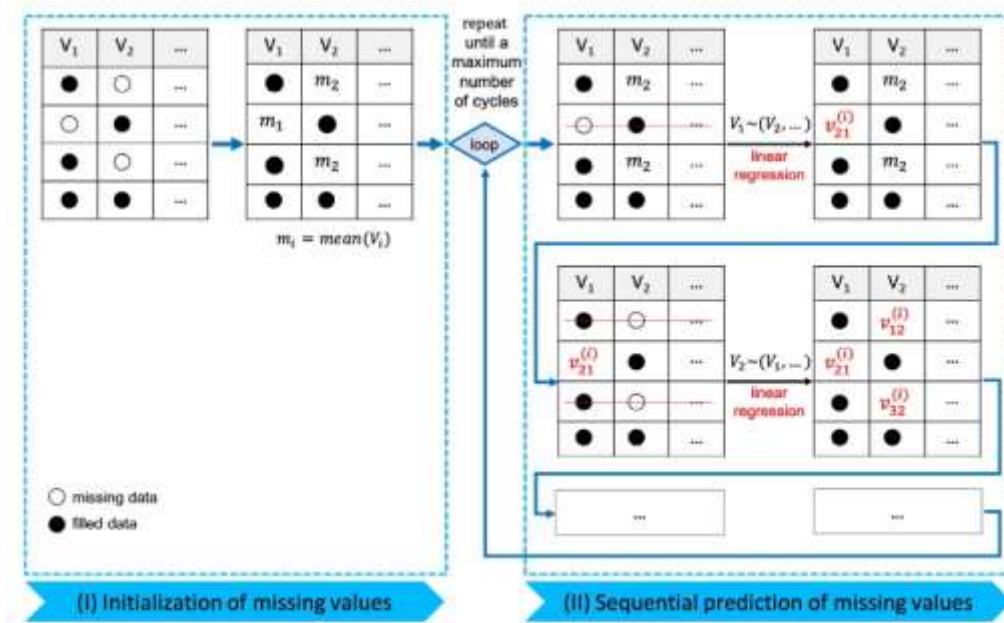 V₁ V₂ ...
...
...
...
...
V₁ V₂ ...
m₂ ...
m₁ ...
m₂ ...
...
mᵢ = mean(Vᵢ)
missing data
filled data
(I) Initialization of missing values
repeat
until a
maximum
number
of cycles
loop
V₁ V₂ ...
m₂ ...
...
m₂ ...
...
V₁~(V₂, ...)
linear
regression
V₁ V₂ ...
m₂ ...
v₂₁⁽ⁱ⁾ ...
m₂ ...
...
V₁ V₂ ...
...
v₂₁⁽ⁱ⁾ ...
...
...
V₂~(V₁, ...)
linear
regression
V₁ V₂ ...
v₁₂⁽ⁱ⁾ ...
v₂₁⁽ⁱ⁾ ...
v₃₂⁽ⁱ⁾ ...
...
...
...
(II) Sequential prediction of missing values